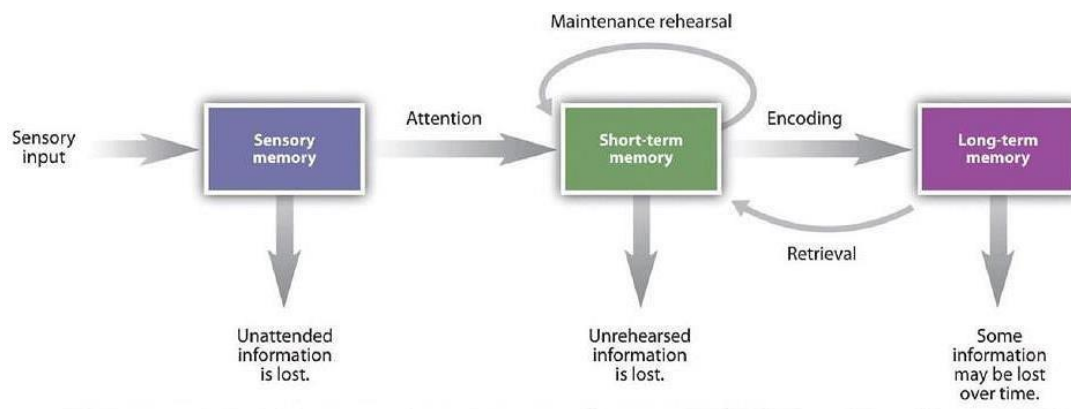 Maintenance rehearsal
Sensory
input
Sensory
memory
Attention
Short-term
memory
Encoding
Long-term
memory
Retrieval
Unattended
information
is lost.
Unrehearsed
information
is lost.
Some
information
may be lost
over time.